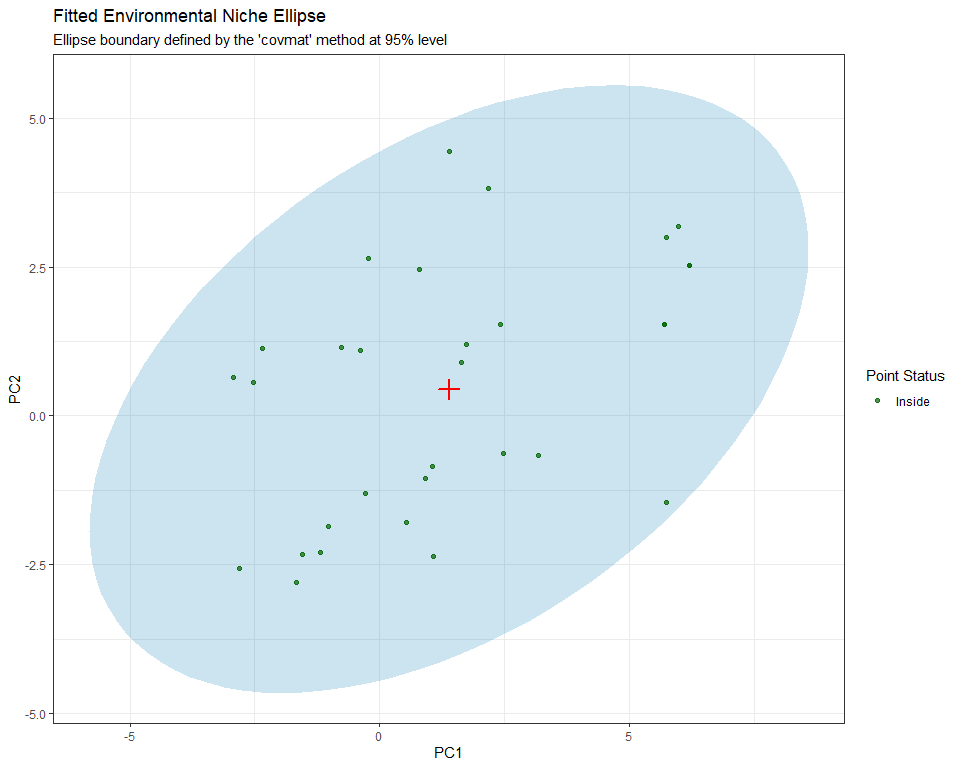 Fitted Environmental Niche Ellipse
Ellipse boundary defined by the 'covmat' method at 95% level
5.0
2.5
0.0
-2.5
-5.0
PC2
-5
0
5
PC1
Point Status
Inside